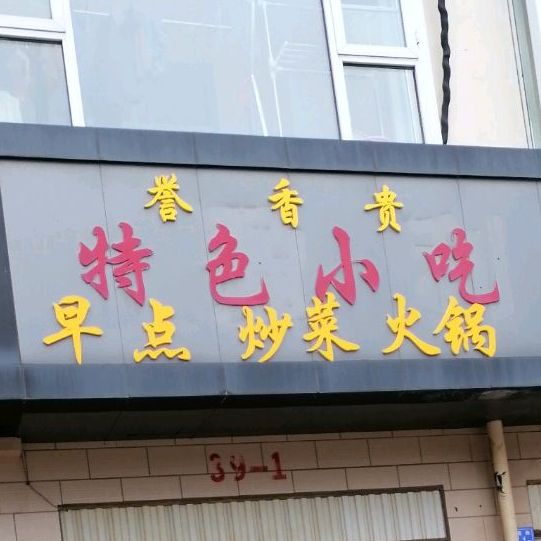 誉香贵
特色小吃
早点 炒菜 火锅
39-1